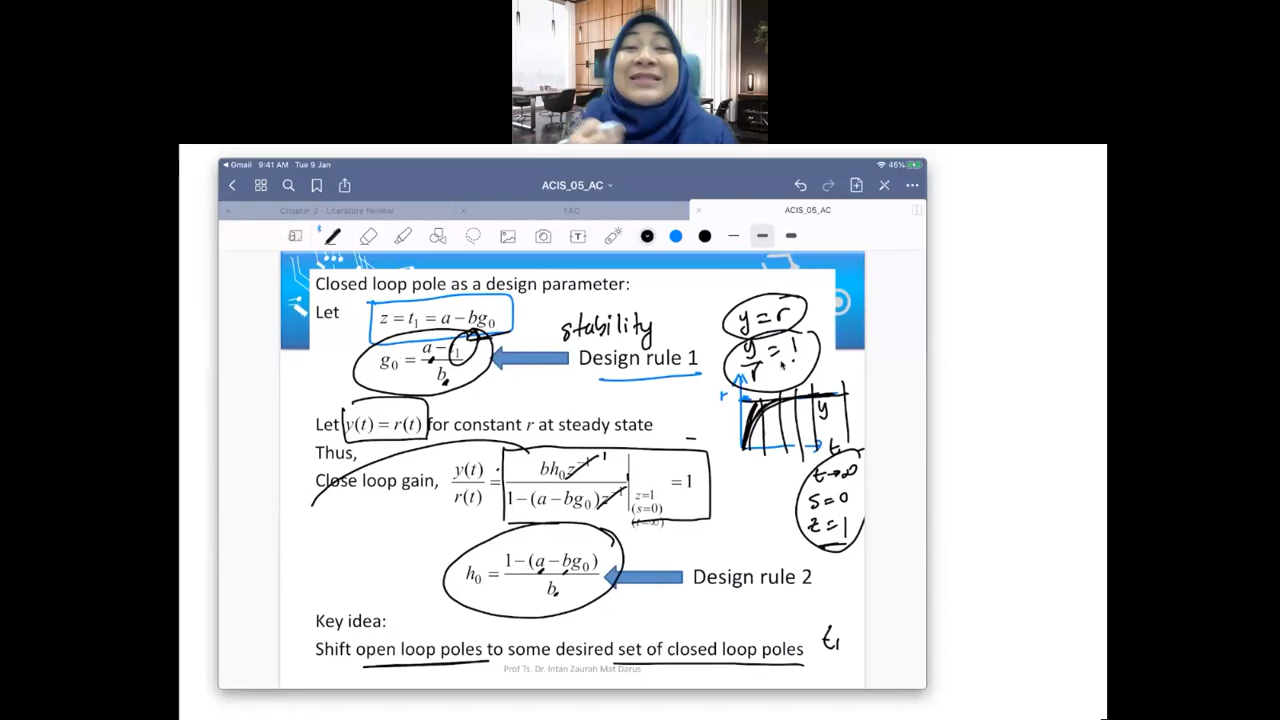 Gmail 9:41 AM Tue 9 Jan 45%
ACIS_05_AC
Chapter 2 – Literature Review FAQ ACIS_05_AC
Closed loop pole as a design parameter:
Let z = t₁ = a − bg₀
stability
y = r
g₀ = a − t₁ / b
Design rule 1
y/r = 1
r
y
t
Let y(t) = r(t) for constant r at steady state
Thus,
Close loop gain, y(t)/r(t) = bh₀z⁻¹ / 1 − (a − bg₀)z⁻¹ | z=1 (s=0) (t=∞) = 1
t→∞
s=0
z=1
h₀ = 1 − (a − bg₀) / b
Design rule 2
Key idea:
Shift open loop poles to some desired set of closed loop poles t₁
Prof Ts. Dr. Intan Zaurah Mat Darus